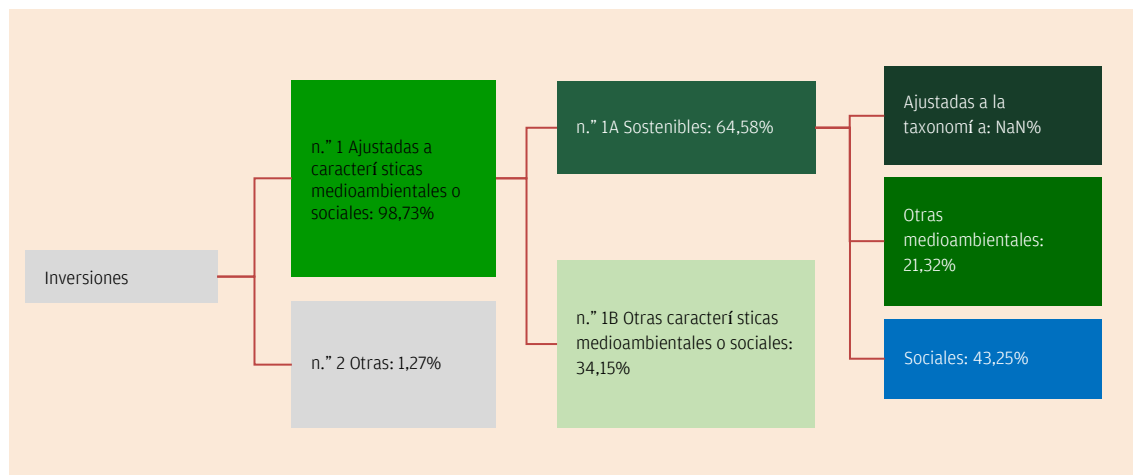 Inversiones
n.” 1 Ajustadas a
caracterí sticas
medioambientales o
sociales: 98,73%
n.” 2 Otras: 1,27%
n.” 1A Sostenibles: 64,58%
n.” 1B Otras caracterí sticas
medioambientales o sociales:
34,15%
Ajustadas a la
taxonomí a: NaN%
Otras
medioambientales:
21,32%
Sociales: 43,25%